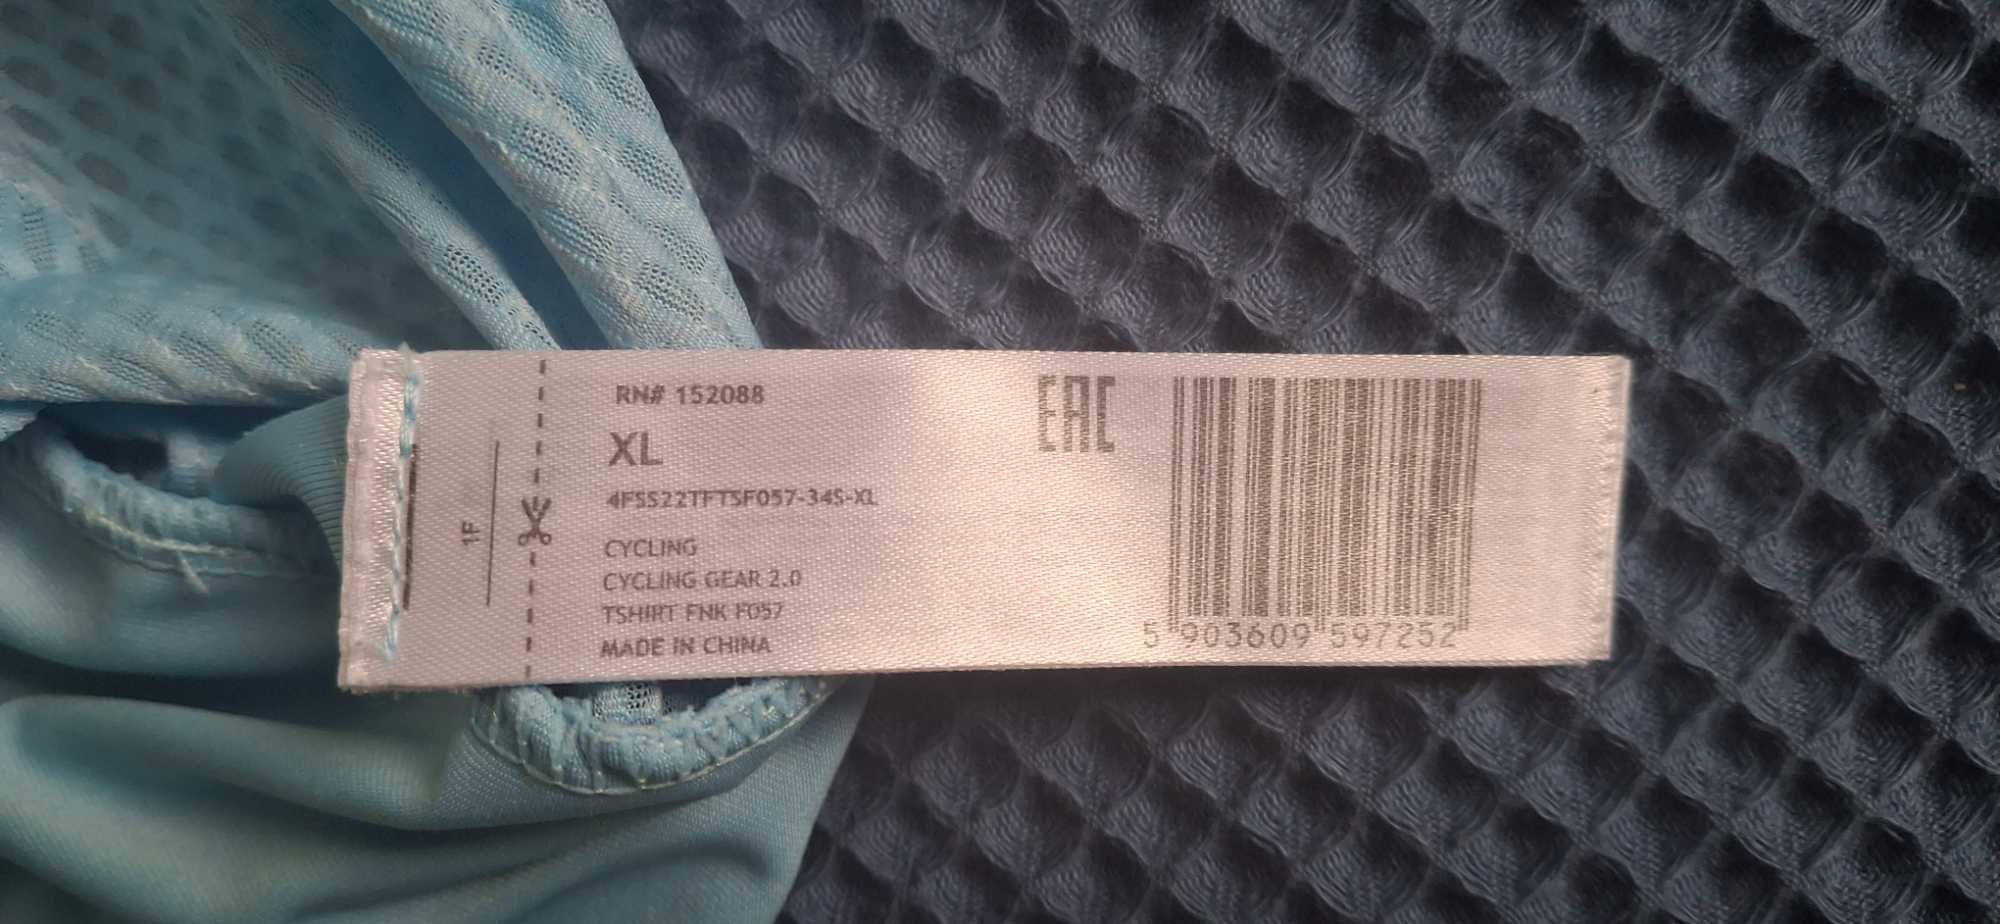 RN# 152088
XL
4FSS22TFTSF057-34S-XL
CYCLING
CYCLING GEAR 2.0
TSHIRT FNK F057
MADE IN CHINA
1F
EAC
5 903609 597252